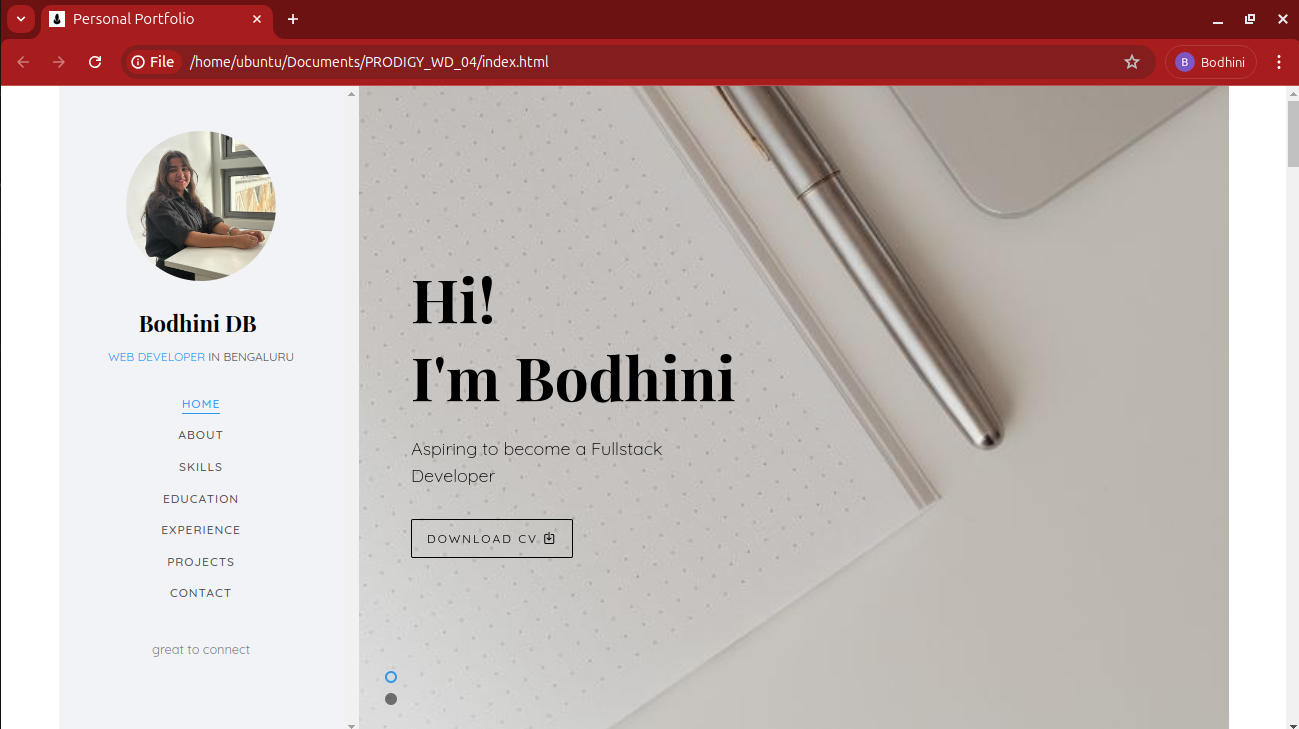 Personal Portfolio
File /home/ubuntu/Documents/PRODIGY_WD_04/index.html
B Bodhini
Bodhini DB
WEB DEVELOPER IN BENGALURU
HOME
ABOUT
SKILLS
EDUCATION
EXPERIENCE
PROJECTS
CONTACT
great to connect
Hi!
I'm Bodhini
Aspiring to become a Fullstack
Developer
DOWNLOAD CV